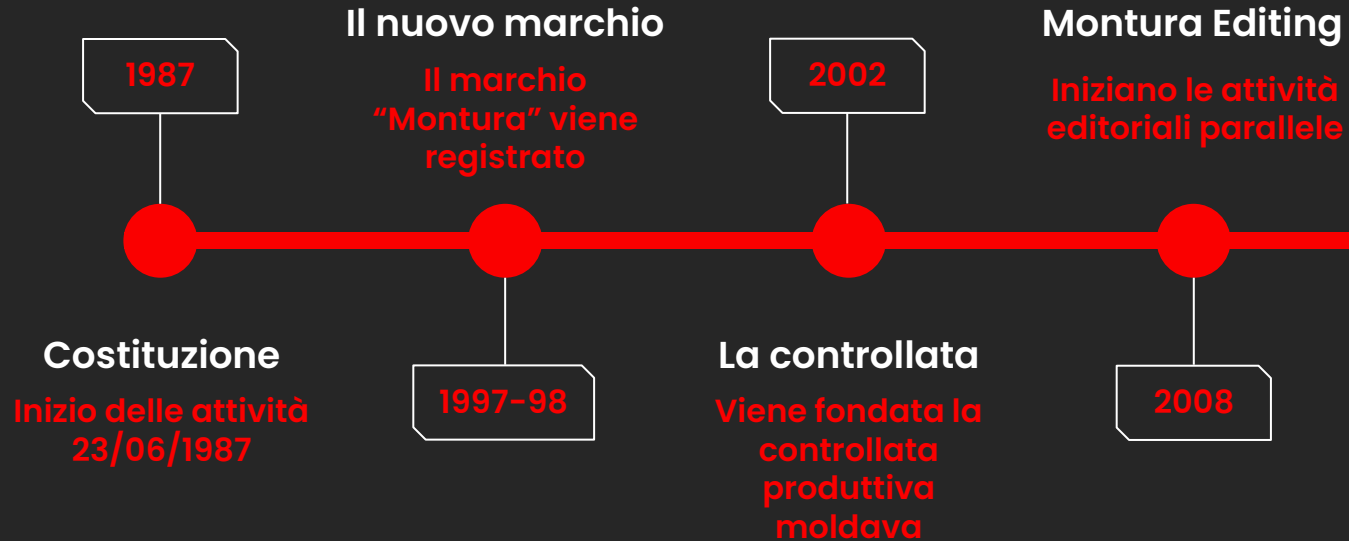 1987
Costituzione
Inizio delle attività
23/06/1987
Il nuovo marchio
Il marchio
“Montura” viene
registrato
1997-98
2002
La controllata
Viene fondata la
controllata
produttiva
moldava
Montura Editing
Iniziano le attività
editoriali parallele
2008